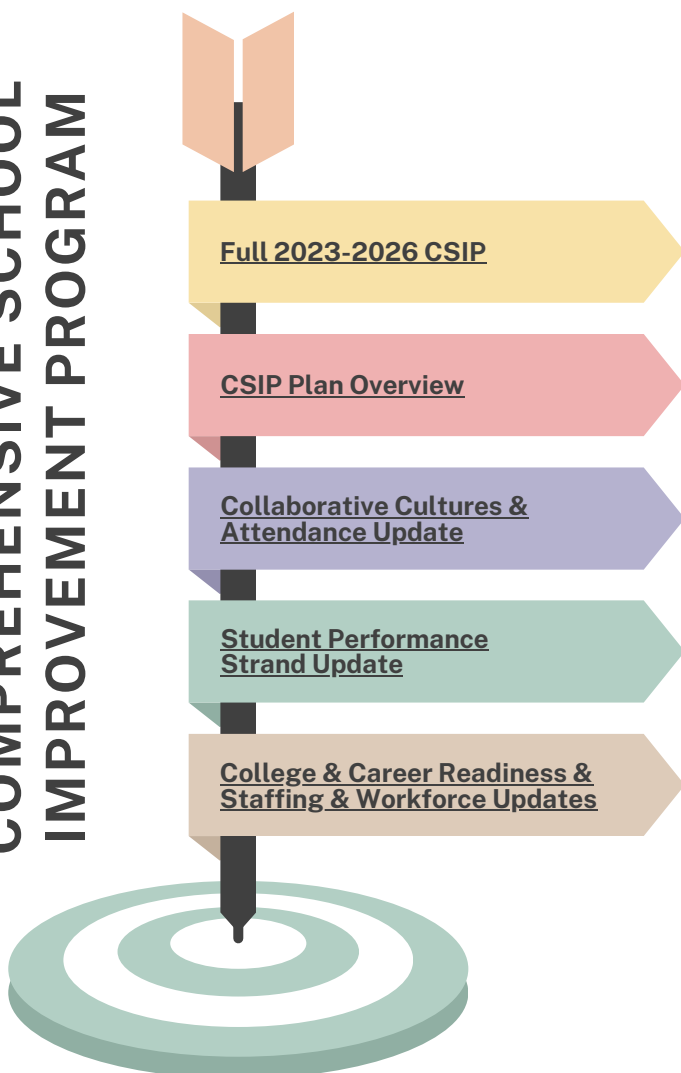 COMPREHENSIVE SCHOOL
IMPROVEMENT PROGRAM
Full 2023-2026 CSIP
CSIP Plan Overview
Collaborative Cultures &
Attendance Update
Student Performance
Strand Update
College & Career Readiness &
Staffing & Workforce Updates